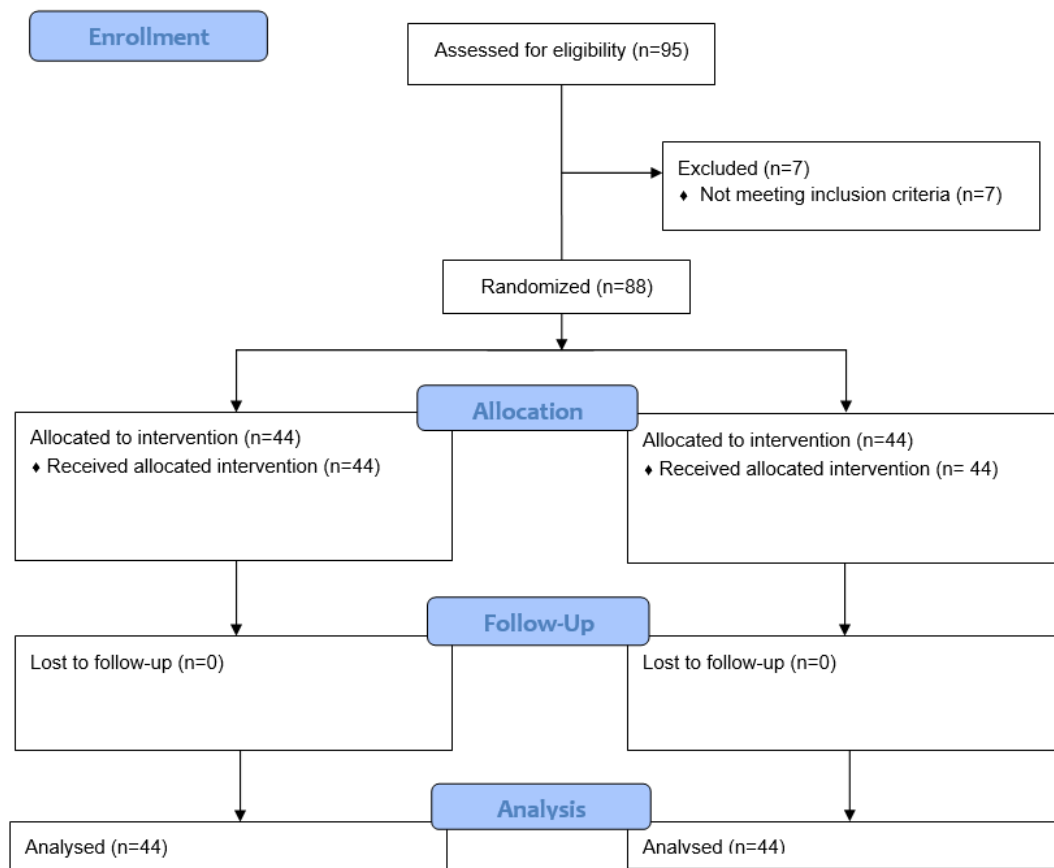 Enrollment
Assessed for eligibility (n=95)
Excluded (n=7)
♦ Not meeting inclusion criteria (n=7)
Randomized (n=88)
Allocation
Allocated to intervention (n=44)
♦ Received allocated intervention (n=44)
Allocated to intervention (n=44)
♦ Received allocated intervention (n= 44)
Follow-Up
Lost to follow-up (n=0)
Lost to follow-up (n=0)
Analysis
Analysed (n=44)
Analysed (n=44)